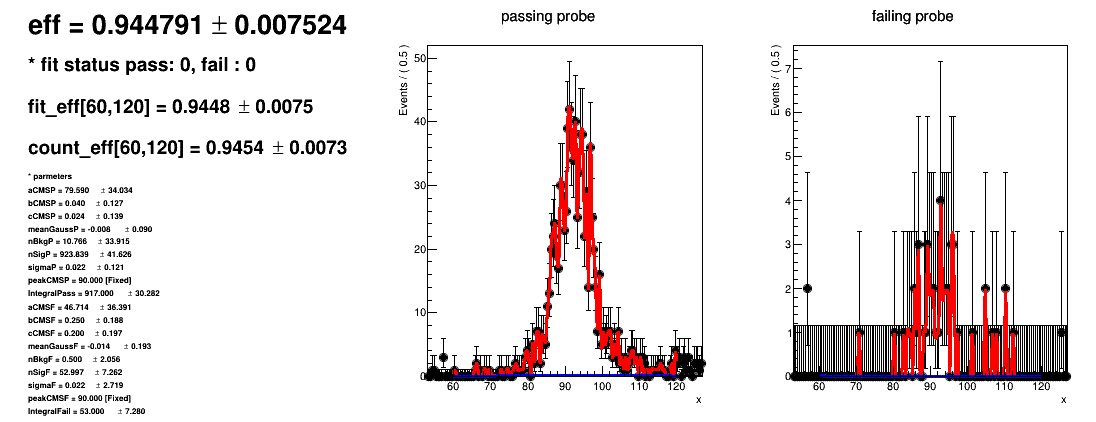 eff = 0.944791 ± 0.007524
* fit status pass: 0, fail : 0
fit_eff[60,120] = 0.9448 ± 0.0075
count_eff[60,120] = 0.9454 ± 0.0073
* parmeters
aCMSP = 79.590 ± 34.034
bCMSP = 0.040 ± 0.127
cCMSP = 0.024 ± 0.139
meanGaussP = -0.008 ± 0.090
nBkgP = 10.766 ± 33.915
nSigP = 923.839 ± 41.626
sigmaP = 0.022 ± 0.121
peakCMSP = 90.000 [Fixed]
IntegralPass = 917.000 ± 30.282
aCMSF = 46.714 ± 36.391
bCMSF = 0.250 ± 0.188
cCMSF = 0.200 ± 0.197
meanGaussF = -0.014 ± 0.193
nBkgF = 0.500 ± 2.056
nSigF = 52.997 ± 7.262
sigmaF = 0.022 ± 2.719
peakCMSF = 90.000 [Fixed]
IntegralFail = 53.000 ± 7.280
passing probe
Events / ( 0.5 )
50
40
30
20
10
0
60 70 80 90 100 110 120
x
failing probe
Events / ( 0.5 )
7
6
5
4
3
2
1
0
60 70 80 90 100 110 120
x